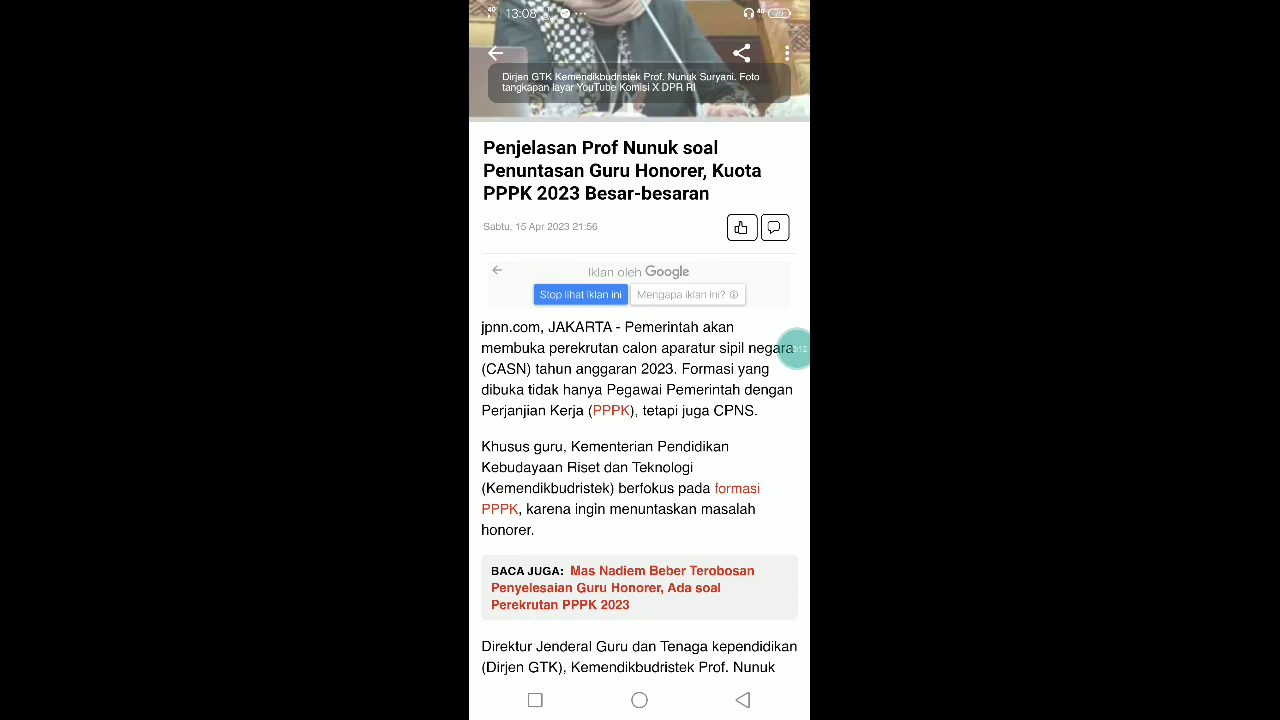 13:08
Dirjen GTK Kemendikbudristek Prof. Nunuk Suryani. Foto
tangkapan layar YouTube Komisi X DPR RI
Penjelasan Prof Nunuk soal
Penuntasan Guru Honorer, Kuota
PPPK 2023 Besar-besaran
Sabtu, 15 Apr 2023 21:56
Iklan oleh Google
Stop lihat iklan ini
Mengapa iklan ini?
jpnn.com, JAKARTA - Pemerintah akan
membuka perekrutan calon aparatur sipil negara
(CASN) tahun anggaran 2023. Formasi yang
dibuka tidak hanya Pegawai Pemerintah dengan
Perjanjian Kerja (PPPK), tetapi juga CPNS.
Khusus guru, Kementerian Pendidikan
Kebudayaan Riset dan Teknologi
(Kemendikbudristek) berfokus pada formasi
PPPK, karena ingin menuntaskan masalah
honorer.
BACA JUGA: Mas Nadiem Beber Terobosan
Penyelesaian Guru Honorer, Ada soal
Perekrutan PPPK 2023
Direktur Jenderal Guru dan Tenaga kependidikan
(Dirjen GTK), Kemendikbudristek Prof. Nunuk